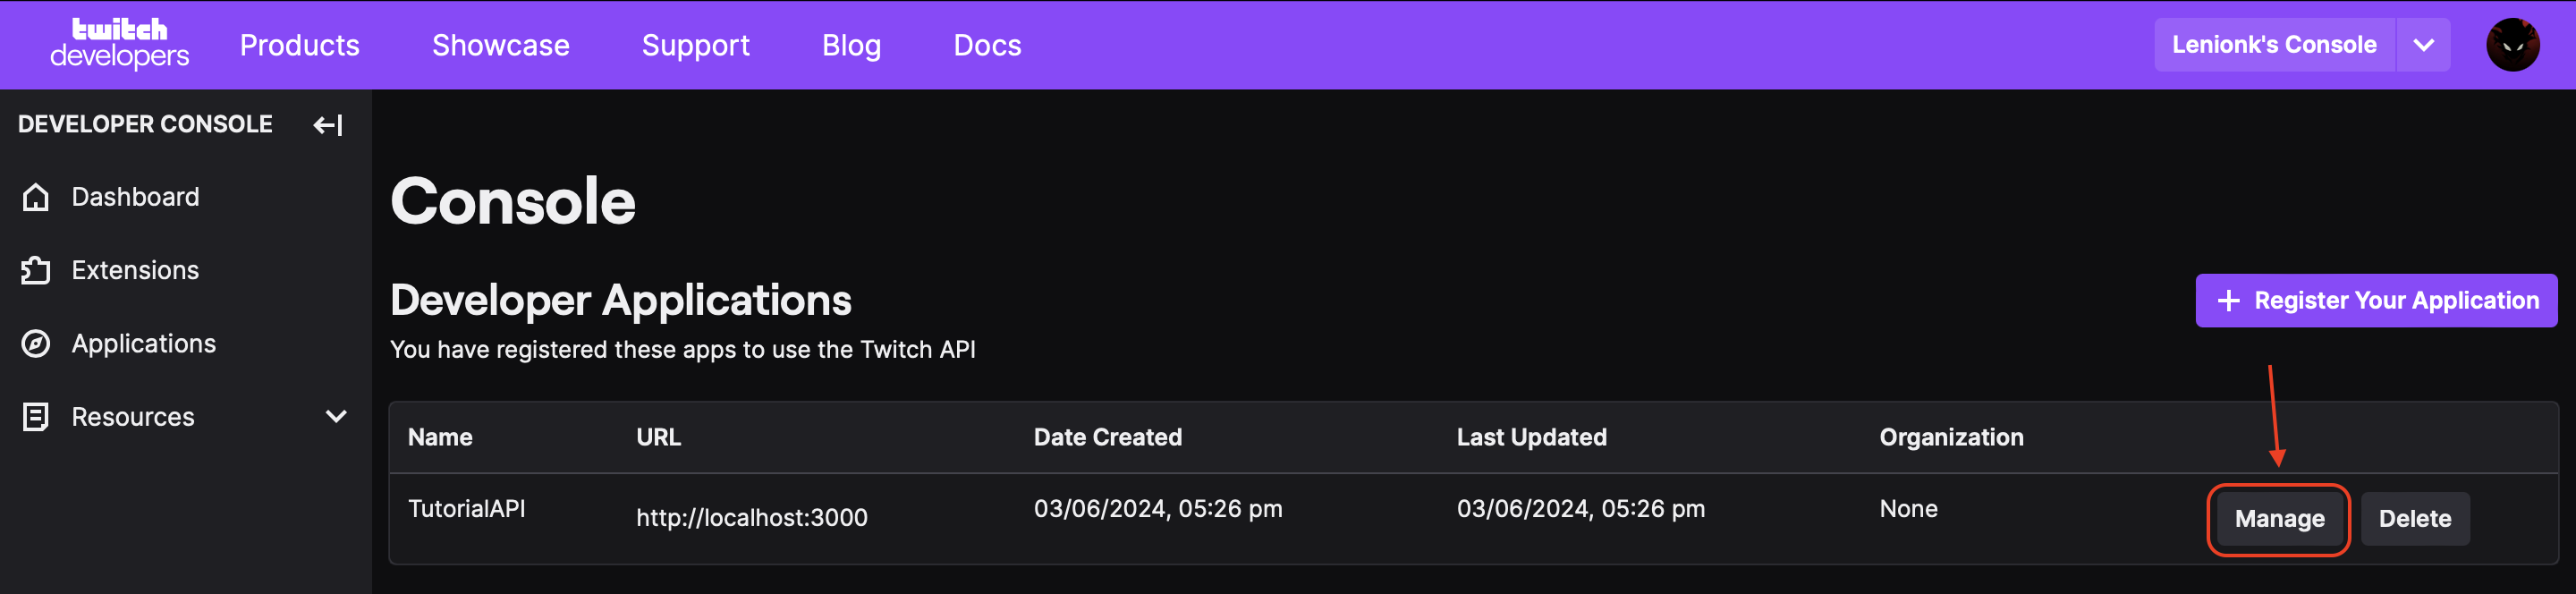 twitch
developers
Products
Showcase
Support
Blog
Docs
Lenionk's Console
DEVELOPER CONSOLE
Dashboard
Extensions
Applications
Resources
Console
Developer Applications
You have registered these apps to use the Twitch API
+ Register Your Application
Name URL Date Created Last Updated Organization
TutorialAPI http://localhost:3000 03/06/2024, 05:26 pm 03/06/2024, 05:26 pm None Manage Delete